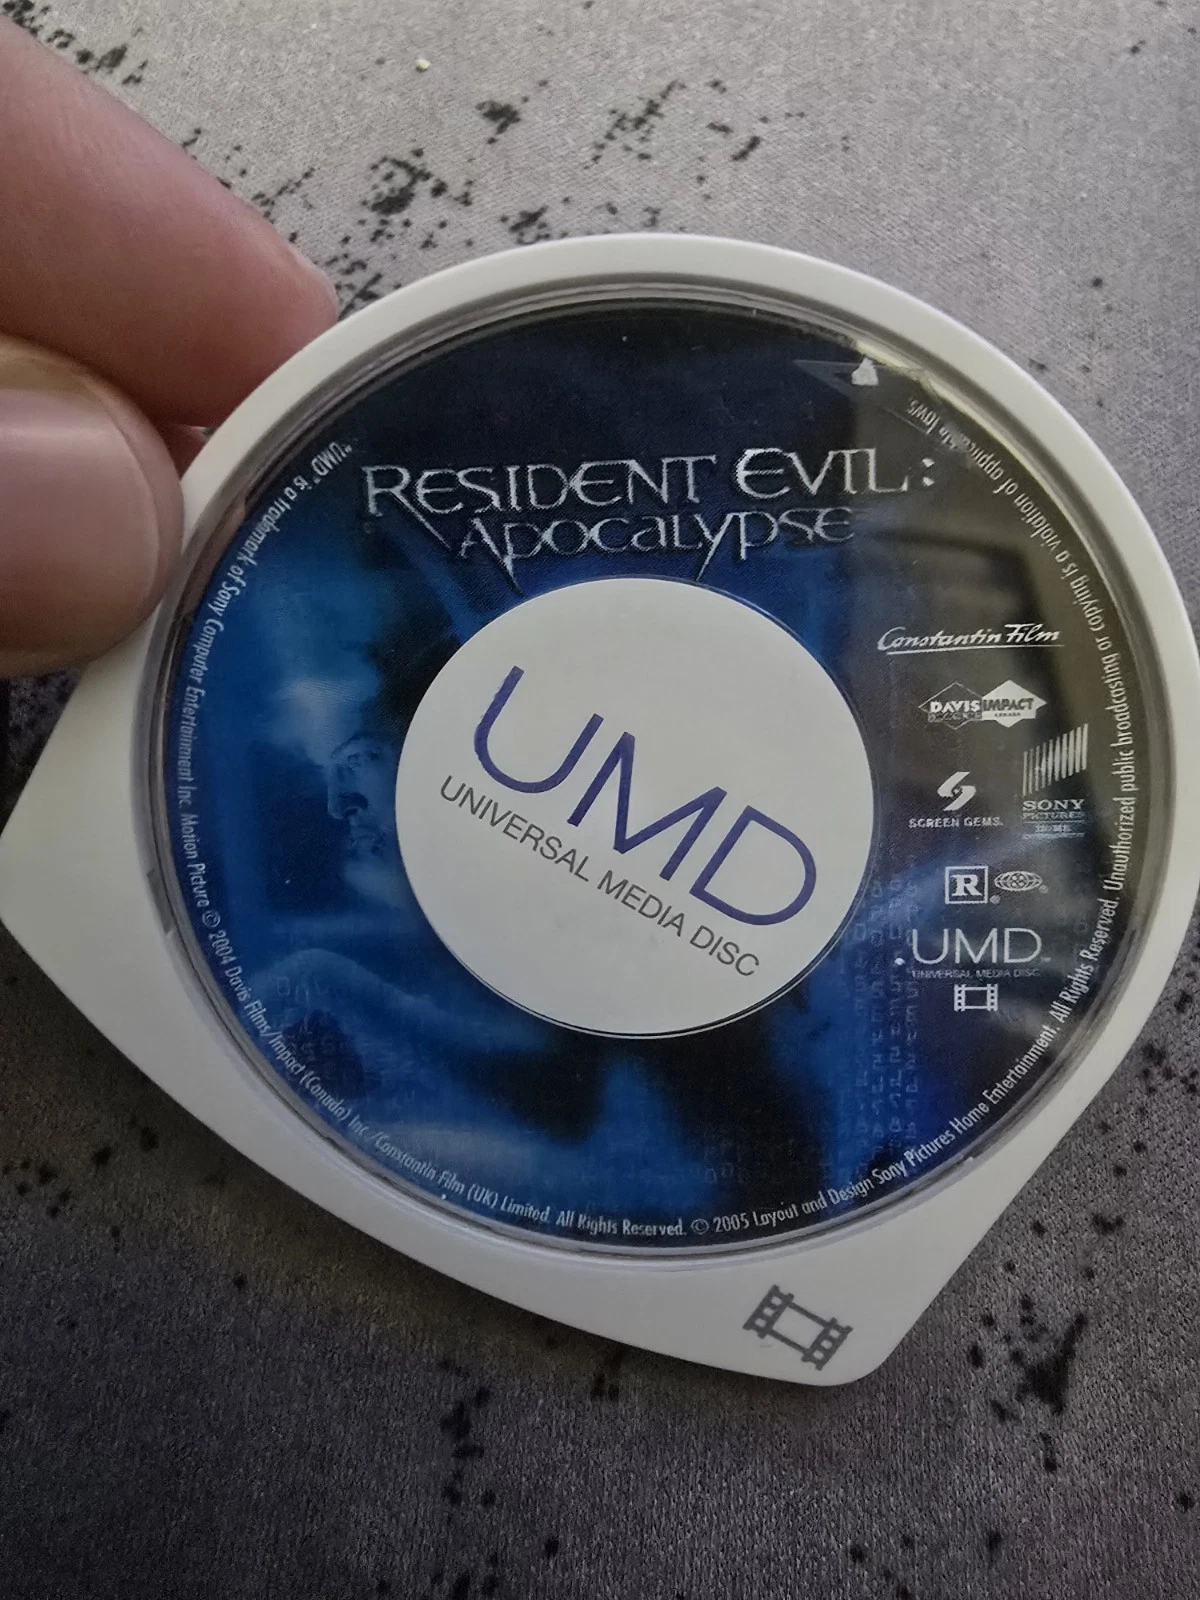 RESIDENT EVIL:
APOCALYPSE
Constantin Film
DAVIS IMPACT
CANADA
SCREEN GEMS.
SONY
PICTURES
HOME
R
UMD
UNIVERSAL MEDIA DISC
UMD™
UNIVERSAL MEDIA DISC
"UMD" is a trademark of Sony Computer Entertainment Inc. Motion Picture © 2004 Davis Films/Impact (Canada) Inc./Constantin Film (UK) Limited. All Rights Reserved. © 2005 Layout and Design Sony Pictures Home Entertainment. All Rights Reserved. Unauthorized public broadcasting or copying is a violation of applicable laws.